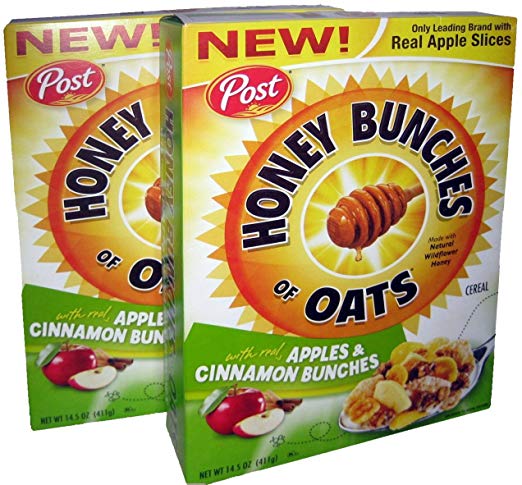 NEW!
Post
HONEY
OF
OATS
with real APPLE
CINNAMON BUN
NET WT 14.5 OZ (411g)
NEW!
Only Leading Brand with
Real Apple Slices
Post
HONEY BUNCHES
OF OATS
Made with
Natural
Wildflower
Honey
CEREAL
with real APPLES &
CINNAMON BUNCHES
NET WT 14.5 OZ (411g)